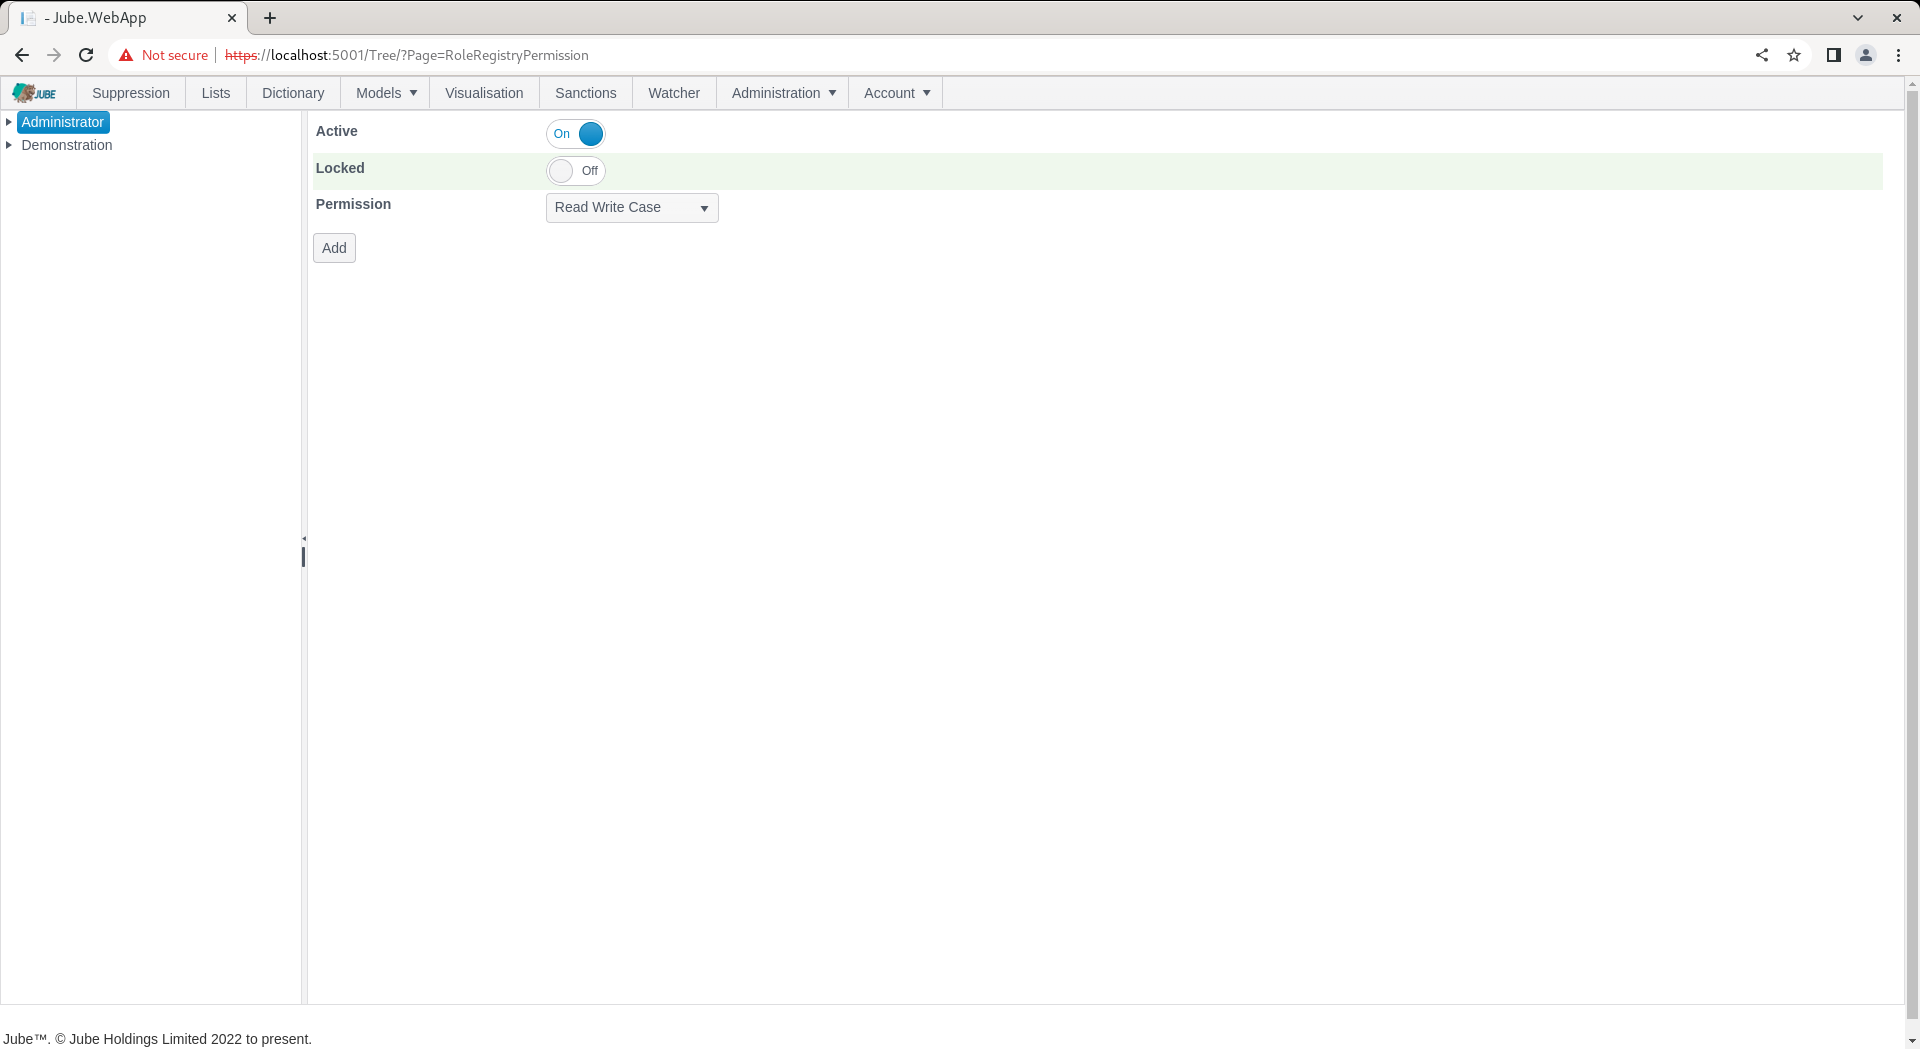 - Jube.WebApp
Not secure https://localhost:5001/Tree/?Page=RoleRegistryPermission
JUBE Suppression Lists Dictionary Models Visualisation Sanctions Watcher Administration Account
Administrator
Demonstration
Active On
Locked Off
Permission Read Write Case
Add
Jube™. © Jube Holdings Limited 2022 to present.